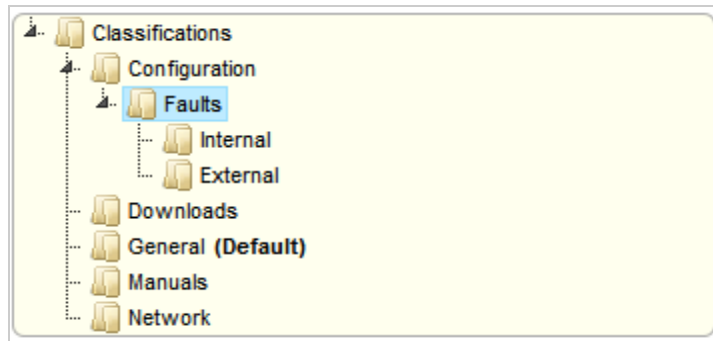 Classifications
Configuration
Faults
Internal
External
Downloads
General (Default)
Manuals
Network